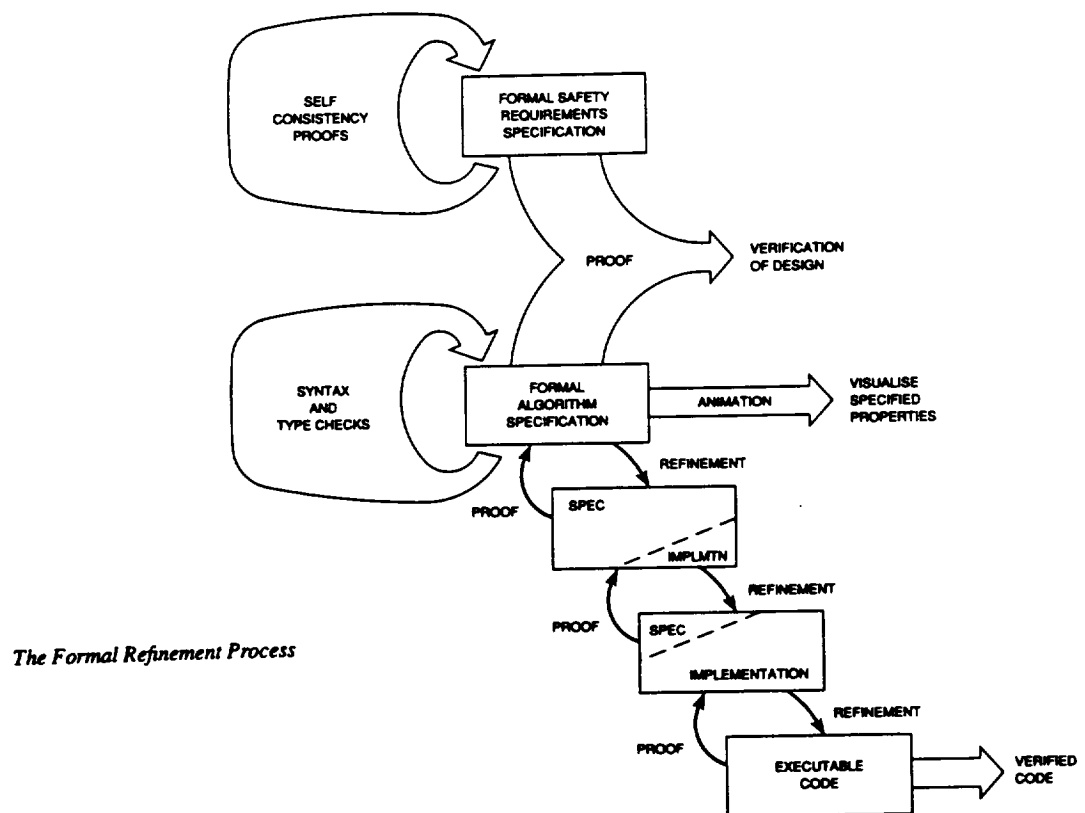 SELF
CONSISTENCY
PROOFS
FORMAL SAFETY
REQUIREMENTS
SPECIFICATION
PROOF
VERIFICATION
OF DESIGN
SYNTAX
AND
TYPE CHECKS
FORMAL
ALGORITHM
SPECIFICATION
ANIMATION
VISUALISE
SPECIFIED
PROPERTIES
REFINEMENT
PROOF
SPEC
IMPLMTN
REFINEMENT
PROOF
SPEC
IMPLEMENTATION
The Formal Refinement Process
REFINEMENT
PROOF
EXECUTABLE
CODE
VERIFIED
CODE